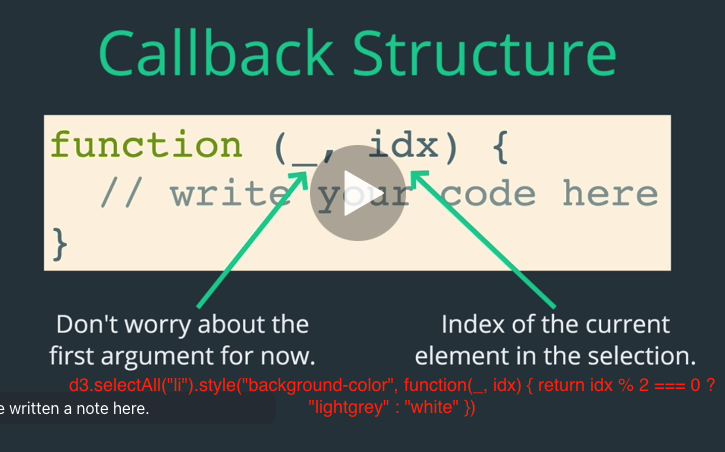 Callback Structure
function (_, idx) {
// write your code here
}
Don't worry about the
first argument for now.
Index of the current
element in the selection.
d3.selectAll("li").style("background-color", function(_, idx) { return idx % 2 === 0 ?
"lightgrey" : "white" })
e written a note here.